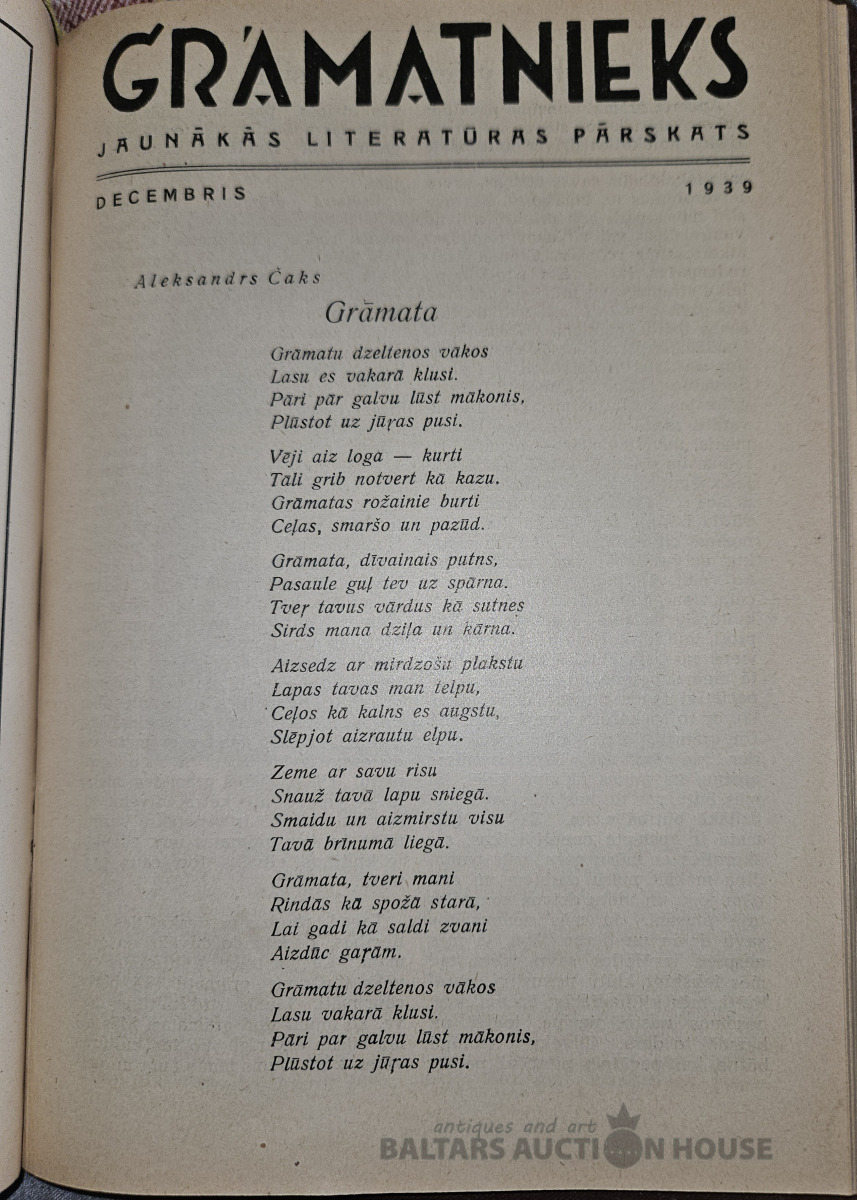 GRĀMATNIEKS
JAUNĀKĀS LITERATŪRAS PĀRSKATS
DECEMBRIS 1939
Aleksandrs Čaks
Grāmata
Grāmatu dzeltenos vākos
Lasu es vakarā klusi.
Pāri pār galvu lūst mākonis,
Plūstot uz jūŗas pusi.
Vēji aiz loga — kurti
Tāli grib notvert kā kazu.
Grāmatas rožainie burti
Ceļas, smaršo un pazūd.
Grāmata, dīvainais putns,
Pasaule guļ tev uz spārna.
Tveŗ tavus vārdus kā sutnes
Sirds mana dziļa un kārna.
Aizsedz ar mirdzošu plakstu
Lapas tavas man telpu,
Ceļos kā kalns es augstu,
Slēpjot aizrautu elpu.
Zeme ar savu risu
Snauž tavā lapu sniegā.
Smaidu un aizmirstu visu
Tavā brīnumā liegā.
Grāmata, tveri mani
Rindās kā spožā starā,
Lai gadi kā saldi zvani
Aizdūc gaŗām.
Grāmatu dzeltenos vākos
Lasu vakarā klusi.
Pāri par galvu lūst mākonis,
Plūstot uz jūŗas pusi.
antiques and art
BALTARS AUCTION HOUSE